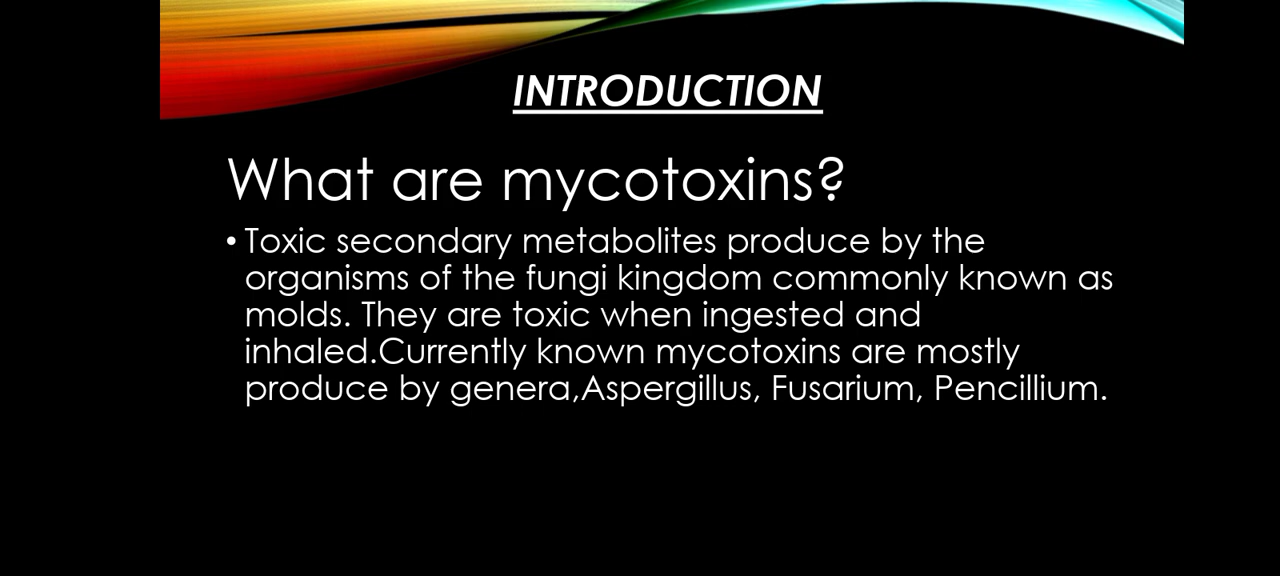 INTRODUCTION
What are mycotoxins?
• Toxic secondary metabolites produce by the
organisms of the fungi kingdom commonly known as
molds. They are toxic when ingested and
inhaled.Currently known mycotoxins are mostly
produce by genera,Aspergillus, Fusarium, Pencillium.